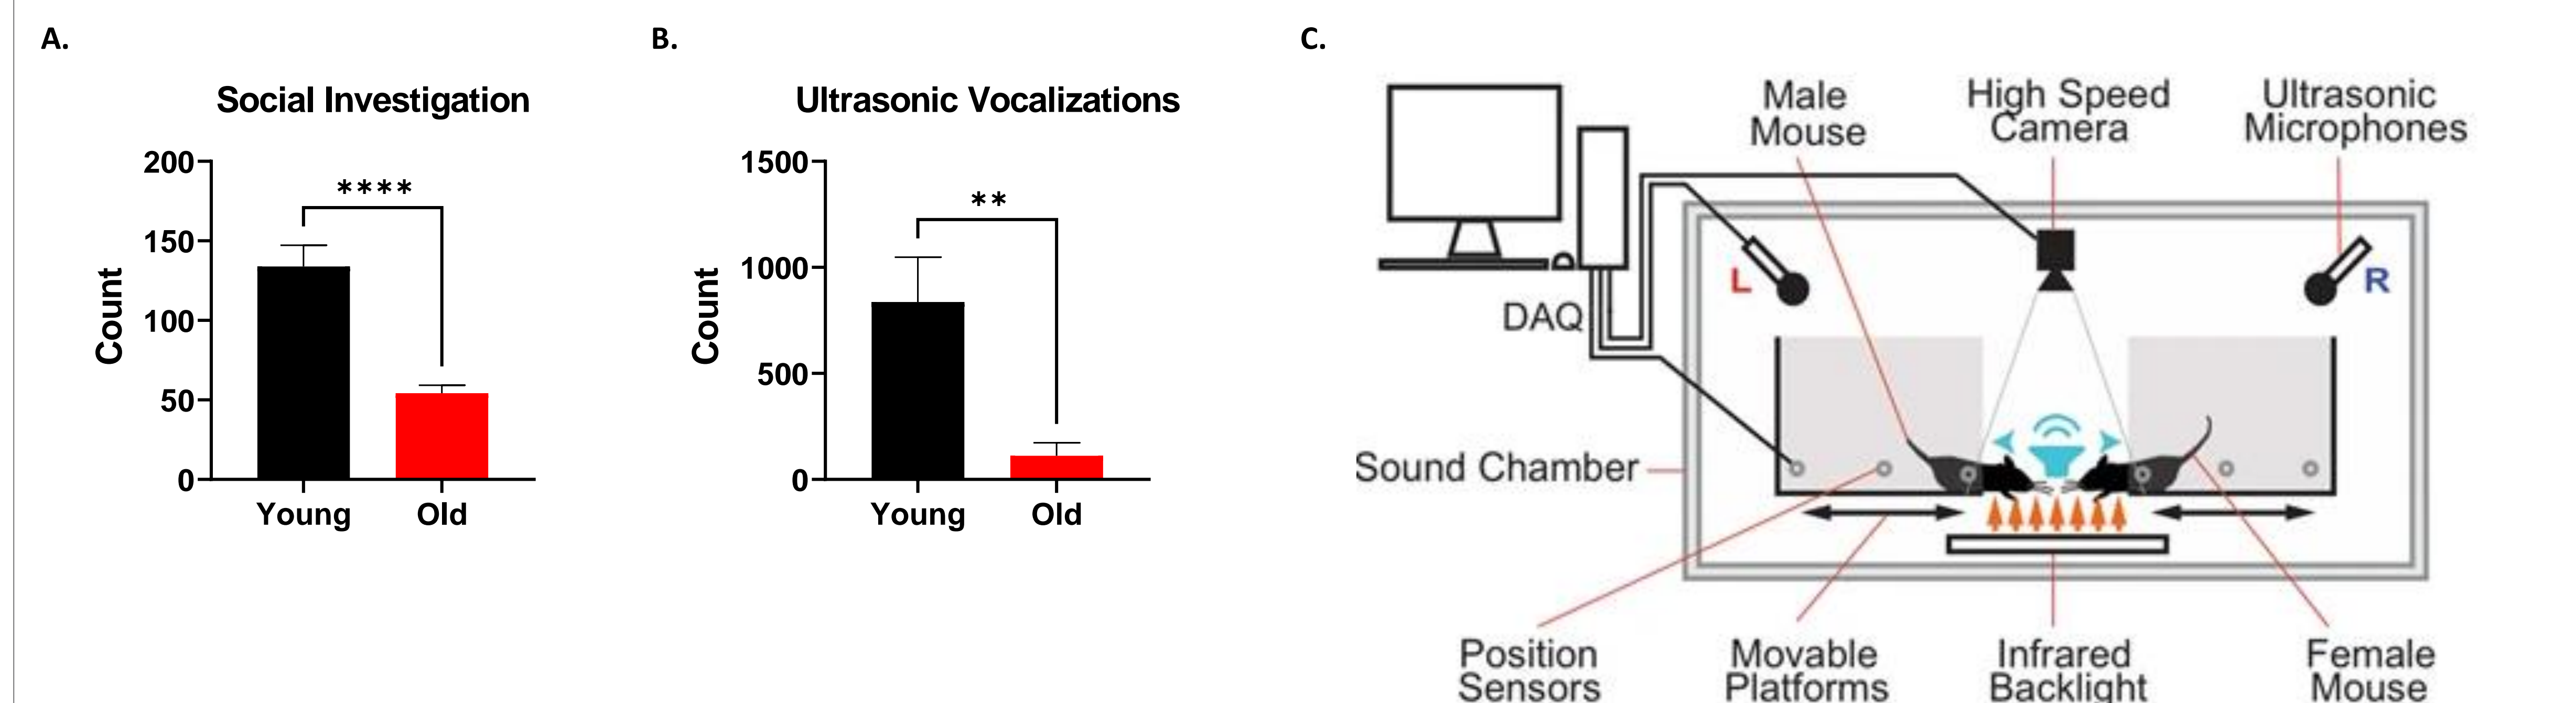 A.
Social Investigation
200
150
100
50
0
Count
****
Young
Old
B.
Ultrasonic Vocalizations
1500
1000
500
0
Count
**
Young
Old
C.
Male
Mouse
High Speed
Camera
Ultrasonic
Microphones
L
R
DAQ
Sound Chamber
Position
Sensors
Movable
Platforms
Infrared
Backlight
Female
Mouse